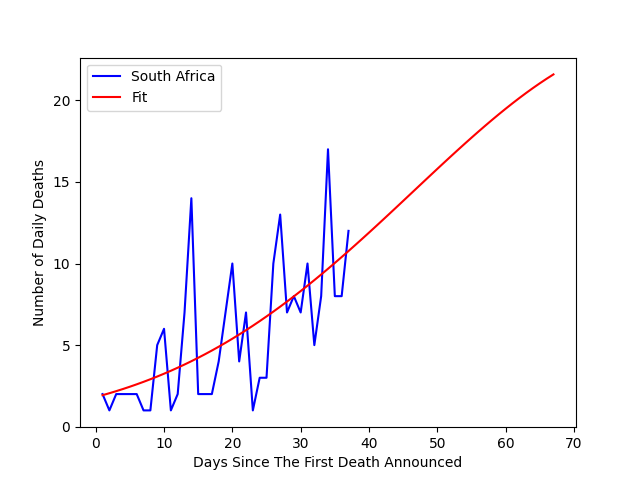 South Africa
Fit
Number of Daily Deaths
20
15
10
5
0
0 10 20 30 40 50 60 70
Days Since The First Death Announced